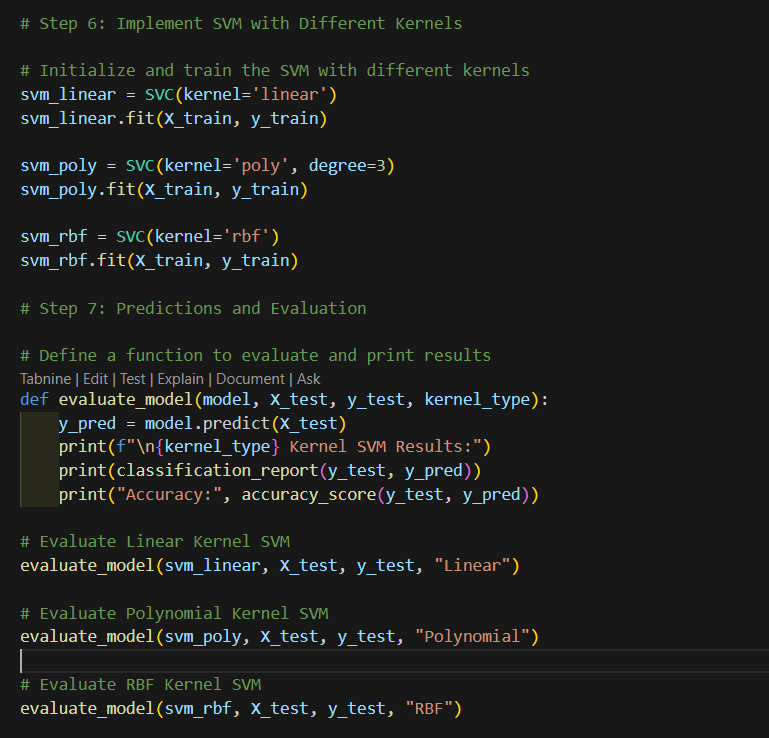 # Step 6: Implement SVM with Different Kernels
# Initialize and train the SVM with different kernels
svm_linear = SVC(kernel='linear')
svm_linear.fit(X_train, y_train)
svm_poly = SVC(kernel='poly', degree=3)
svm_poly.fit(X_train, y_train)
svm_rbf = SVC(kernel='rbf')
svm_rbf.fit(X_train, y_train)
# Step 7: Predictions and Evaluation
# Define a function to evaluate and print results
Tabnine | Edit | Test | Explain | Document | Ask
def evaluate_model(model, X_test, y_test, kernel_type):
    y_pred = model.predict(X_test)
    print(f"\n{kernel_type} Kernel SVM Results:")
    print(classification_report(y_test, y_pred))
    print("Accuracy:", accuracy_score(y_test, y_pred))
# Evaluate Linear Kernel SVM
evaluate_model(svm_linear, X_test, y_test, "Linear")
# Evaluate Polynomial Kernel SVM
evaluate_model(svm_poly, X_test, y_test, "Polynomial")
# Evaluate RBF Kernel SVM
evaluate_model(svm_rbf, X_test, y_test, "RBF")